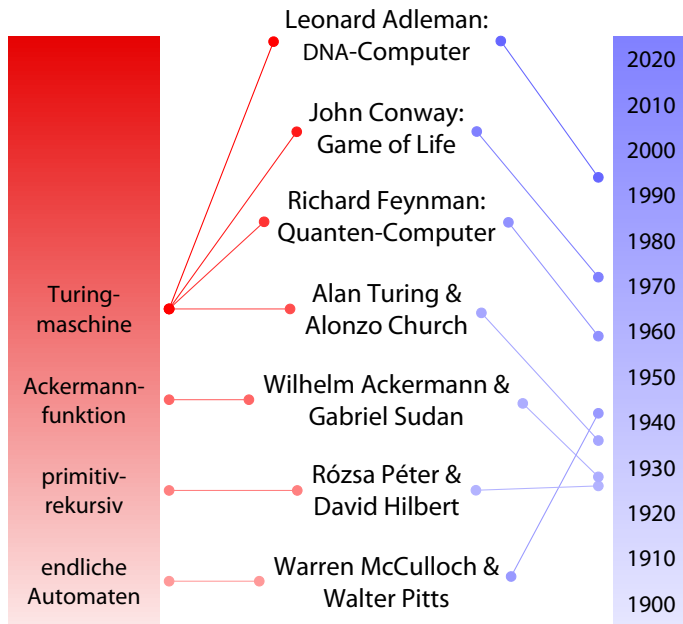 Leonard Adleman:
DNA-Computer
John Conway:
Game of Life
Richard Feynman:
Quanten-Computer
Turing-
maschine
Alan Turing &
Alonzo Church
Ackermann-
funktion
Wilhelm Ackermann &
Gabriel Sudan
primitiv-
rekursiv
Rózsa Péter &
David Hilbert
endliche
Automaten
Warren McCulloch &
Walter Pitts
2020
2010
2000
1990
1980
1970
1960
1950
1940
1930
1920
1910
1900